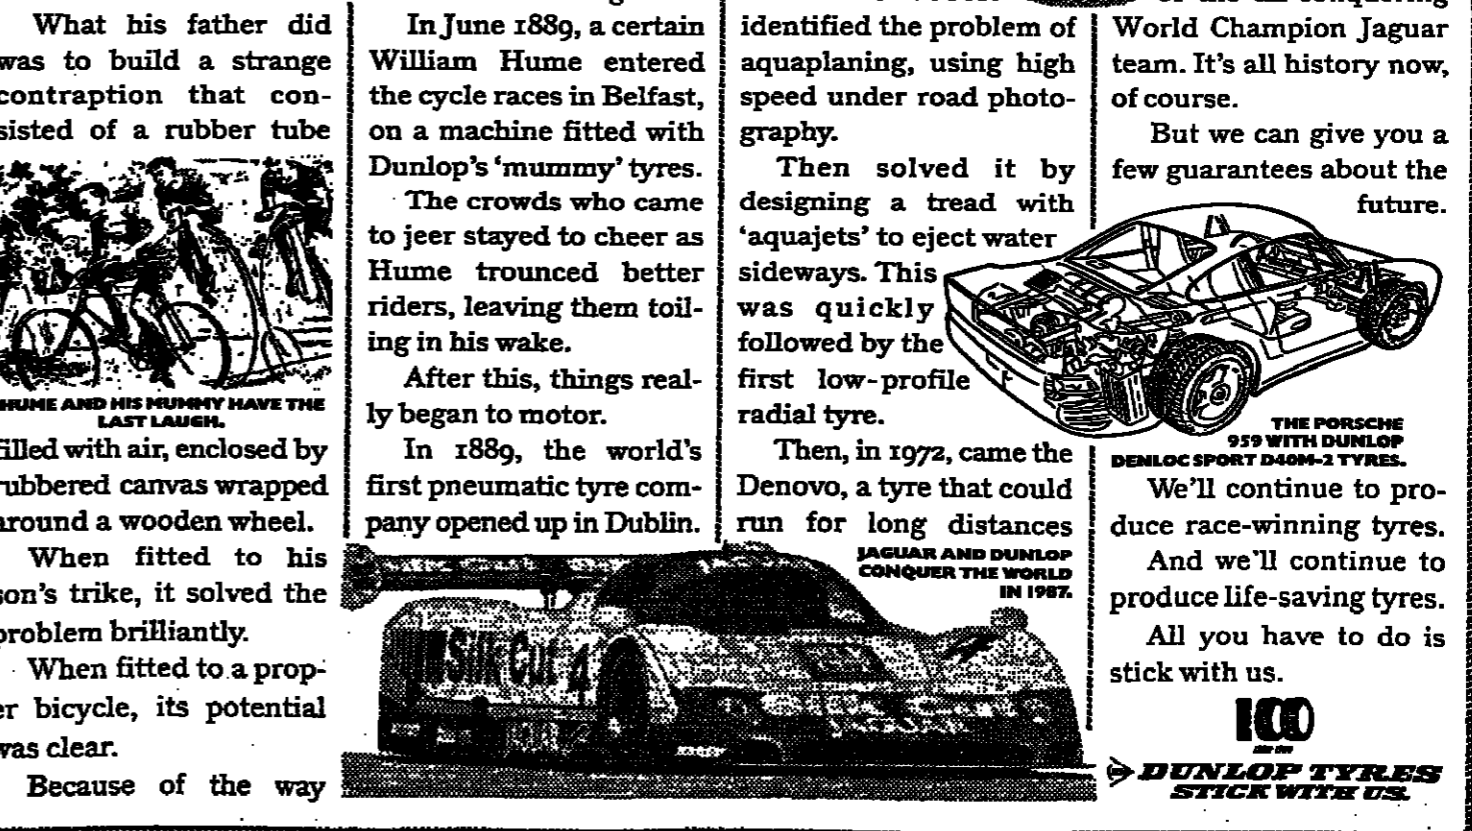 What his father did
was to build a strange
contraption that con-
sisted of a rubber tube
HUME AND HIS MUMMY HAVE THE
LAST LAUGH.
filled with air, enclosed by
rubbered canvas wrapped
around a wooden wheel.
When fitted to his
son's trike, it solved the
problem brilliantly.
When fitted to a prop-
er bicycle, its potential
was clear.
Because of the way
In June 1889, a certain
William Hume entered
the cycle races in Belfast,
on a machine fitted with
Dunlop's 'mummy' tyres.
The crowds who came
to jeer stayed to cheer as
Hume trounced better
riders, leaving them toil-
ing in his wake.
After this, things real-
ly began to motor.
In 1889, the world's
first pneumatic tyre com-
pany opened up in Dublin.
identified the problem of
aquaplaning, using high
speed under road photo-
graphy.
Then solved it by
designing a tread with
'aquajets' to eject water
sideways. This
was quickly
followed by the
first low-profile
radial tyre.
Then, in 1972, came the
Denovo, a tyre that could
run for long distances
JAGUAR AND DUNLOP
CONQUER THE WORLD
IN 1987.
Silk Cut 4
World Champion Jaguar
team. It's all history now,
of course.
But we can give you a
few guarantees about the
future.
THE PORSCHE
959 WITH DUNLOP
DENLOC SPORT D40M-2 TYRES.
We'll continue to pro-
duce race-winning tyres.
And we'll continue to
produce life-saving tyres.
All you have to do is
stick with us.
100
DUNLOP TYRES
STICK WITH US.